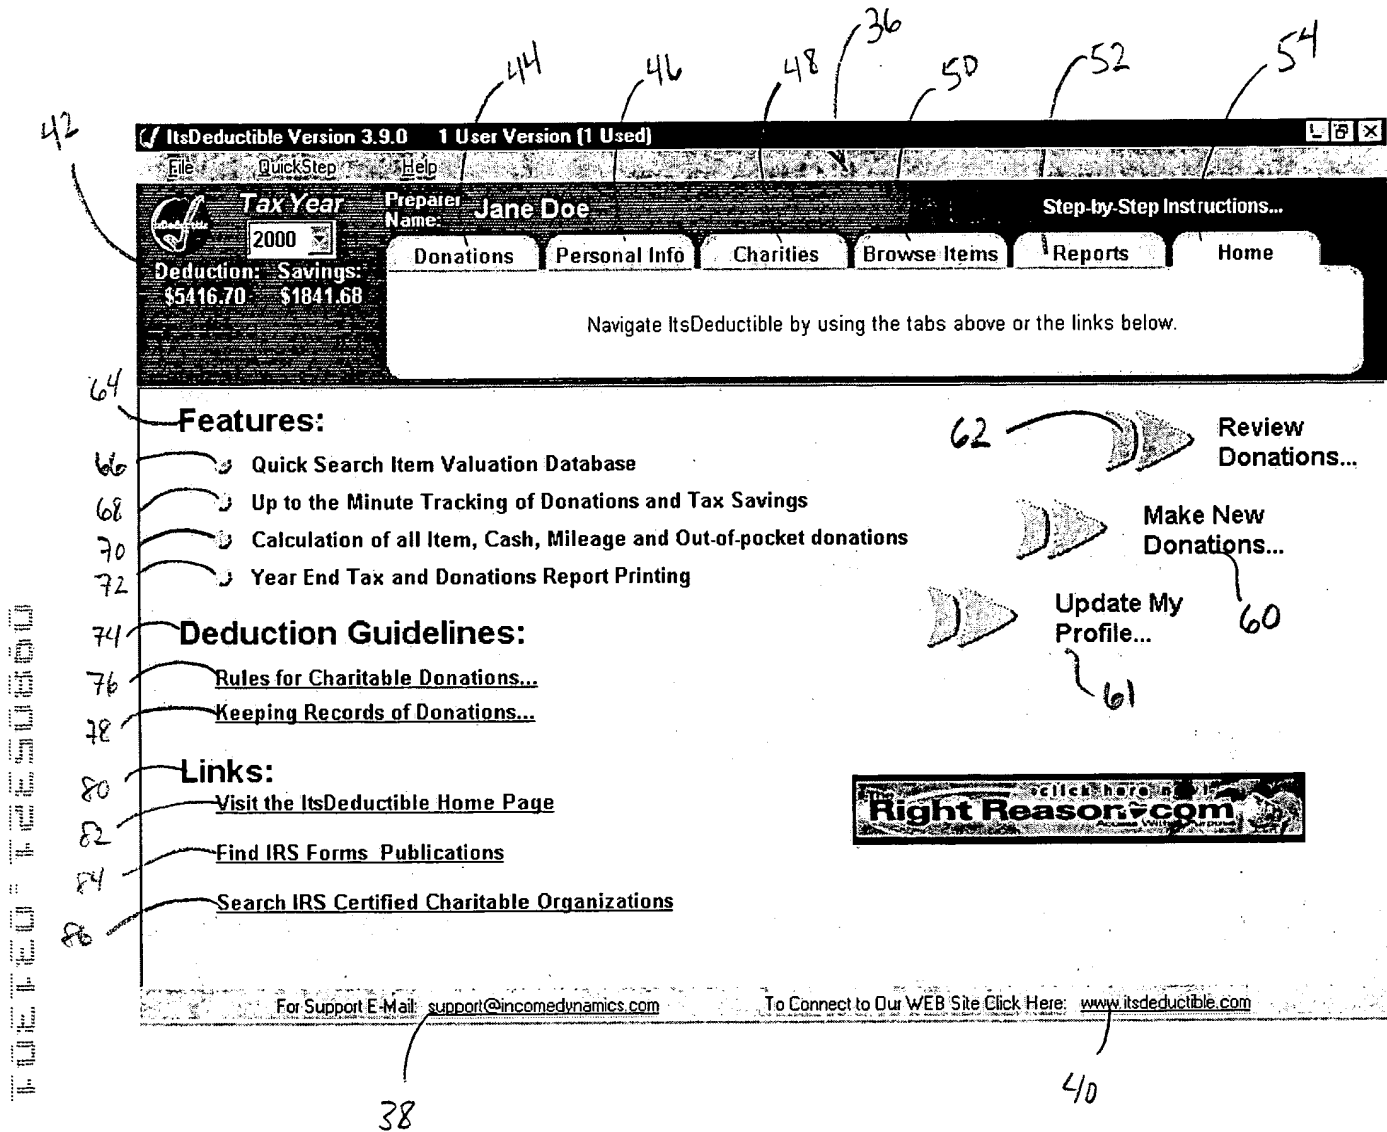 36
44 46 48 50 52 54
42
ItsDeductible Version 3.9.0 1 User Version (1 Used)
File QuickStep Help
Tax Year
2000
Deduction: Savings:
$5416.70 $1841.68
Preparer Name: Jane Doe
Step-by-Step Instructions...
Donations Personal Info Charities Browse Items Reports Home
Navigate ItsDeductible by using the tabs above or the links below.
64
Features:
66 Quick Search Item Valuation Database
68 Up to the Minute Tracking of Donations and Tax Savings
70 Calculation of all Item, Cash, Mileage and Out-of-pocket donations
72 Year End Tax and Donations Report Printing
62
Review
Donations...
Make New
Donations...
60
Update My
Profile...
61
74 Deduction Guidelines:
76 Rules for Charitable Donations...
78 Keeping Records of Donations...
80 Links:
82 Visit the ItsDeductible Home Page
84 Find IRS Forms Publications
86 Search IRS Certified Charitable Organizations
The click here now!
RightReason.com
Access With Purpose
For Support E-Mail: support@incomedynamics.com To Connect to Our WEB Site Click Here: www.itsdeductible.com
38
40